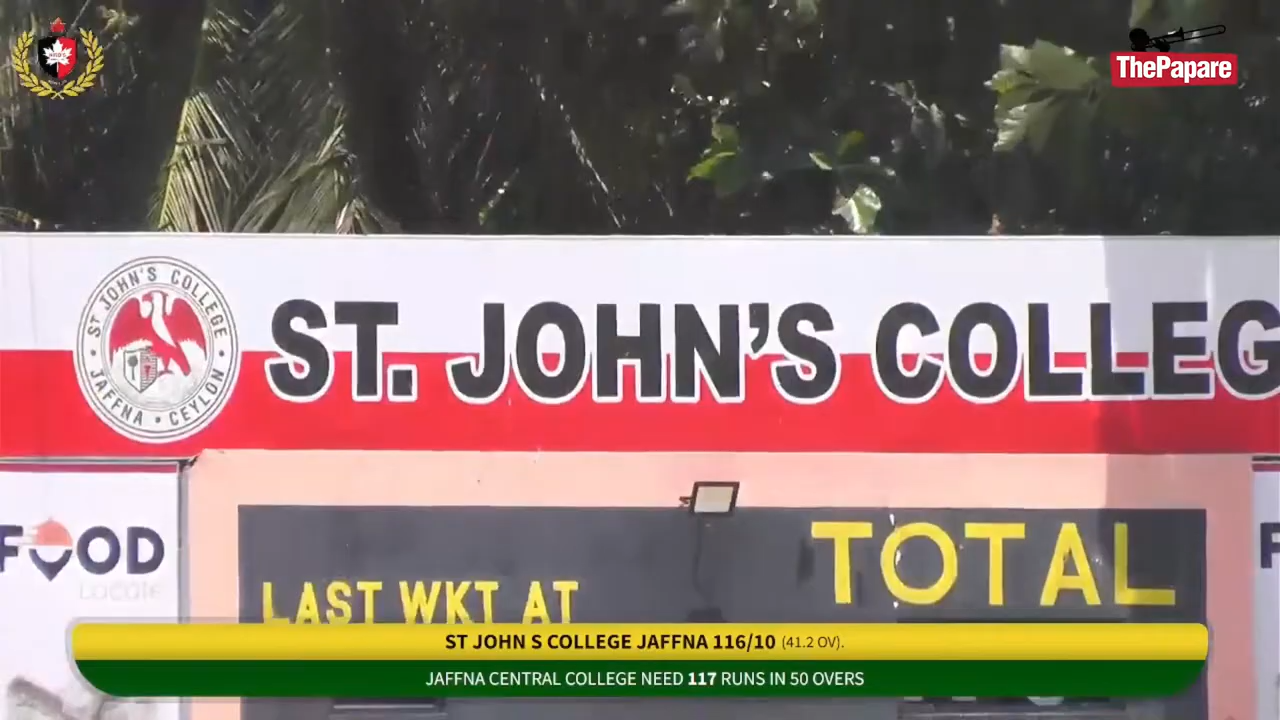 ThePapare
ST JOHN'S COLLEGE
JAFFNA • CEYLON
ST. JOHN'S COLLEG
FOOD
Locate
F
LAST WKT AT
TOTAL
ST JOHN S COLLEGE JAFFNA 116/10 (41.2 OV).
JAFFNA CENTRAL COLLEGE NEED 117 RUNS IN 50 OVERS